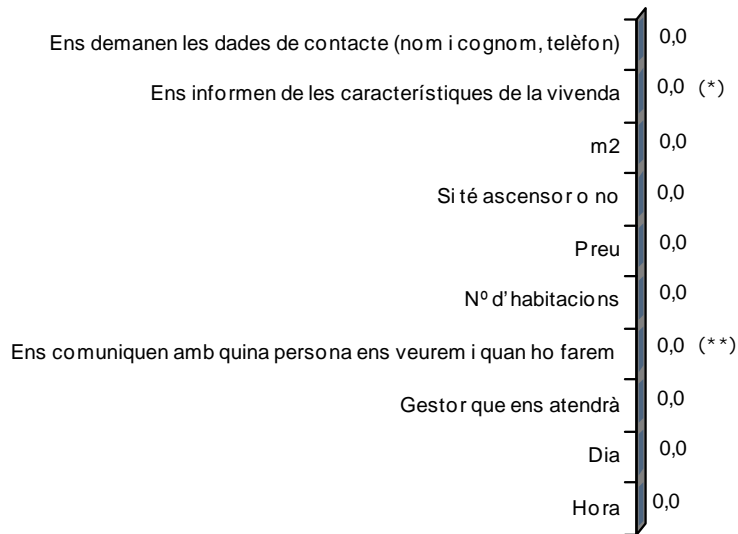 Ens demanen les dades de contacte (nom i cognom, telèfon) 0,0
Ens informen de les característiques de la vivenda 0,0 (*)
m2 0,0
Si té ascensor o no 0,0
Preu 0,0
Nº d'habitacions 0,0
Ens comuniquen amb quina persona ens veurem i quan ho farem 0,0 (**)
Gestor que ens atendrà 0,0
Dia 0,0
Hora 0,0